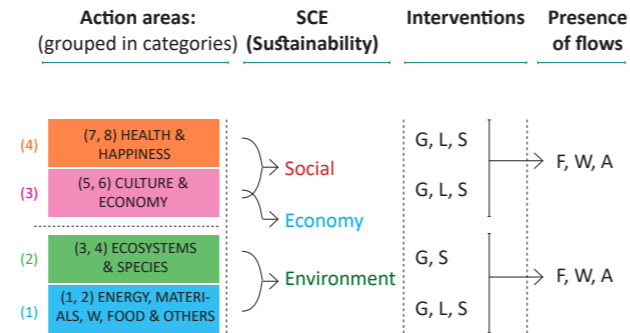 Action areas:
(grouped in categories)
SCE
(Sustainability)
Interventions
Presence
of flows
(4)
(7, 8) HEALTH &
HAPPINESS
(3)
(5, 6) CULTURE &
ECONOMY
Social
Economy
G, L, S
G, L, S
F, W, A
(2)
(3, 4) ECOSYSTEMS
& SPECIES
(1)
(1, 2) ENERGY, MATERI-
ALS, W, FOOD & OTHERS
Environment
G, S
G, L, S
F, W, A